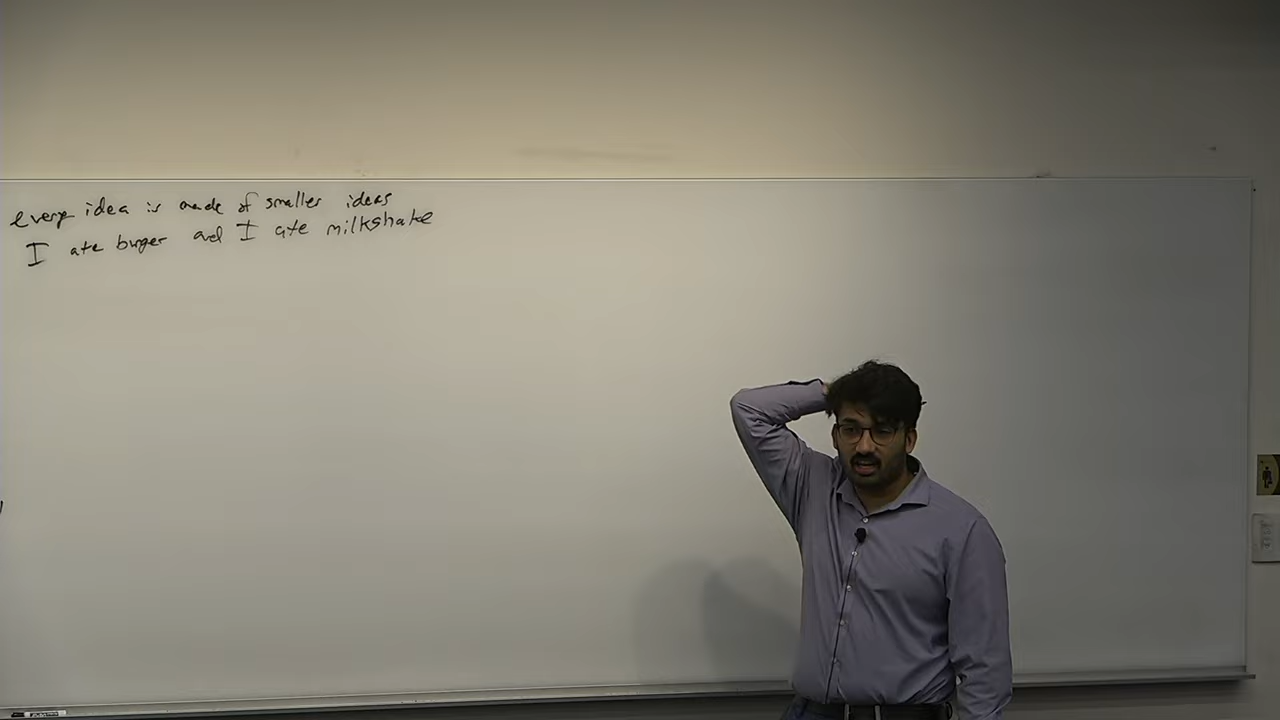 every idea is made of smaller ideas
I ate burger and I ate milkshake